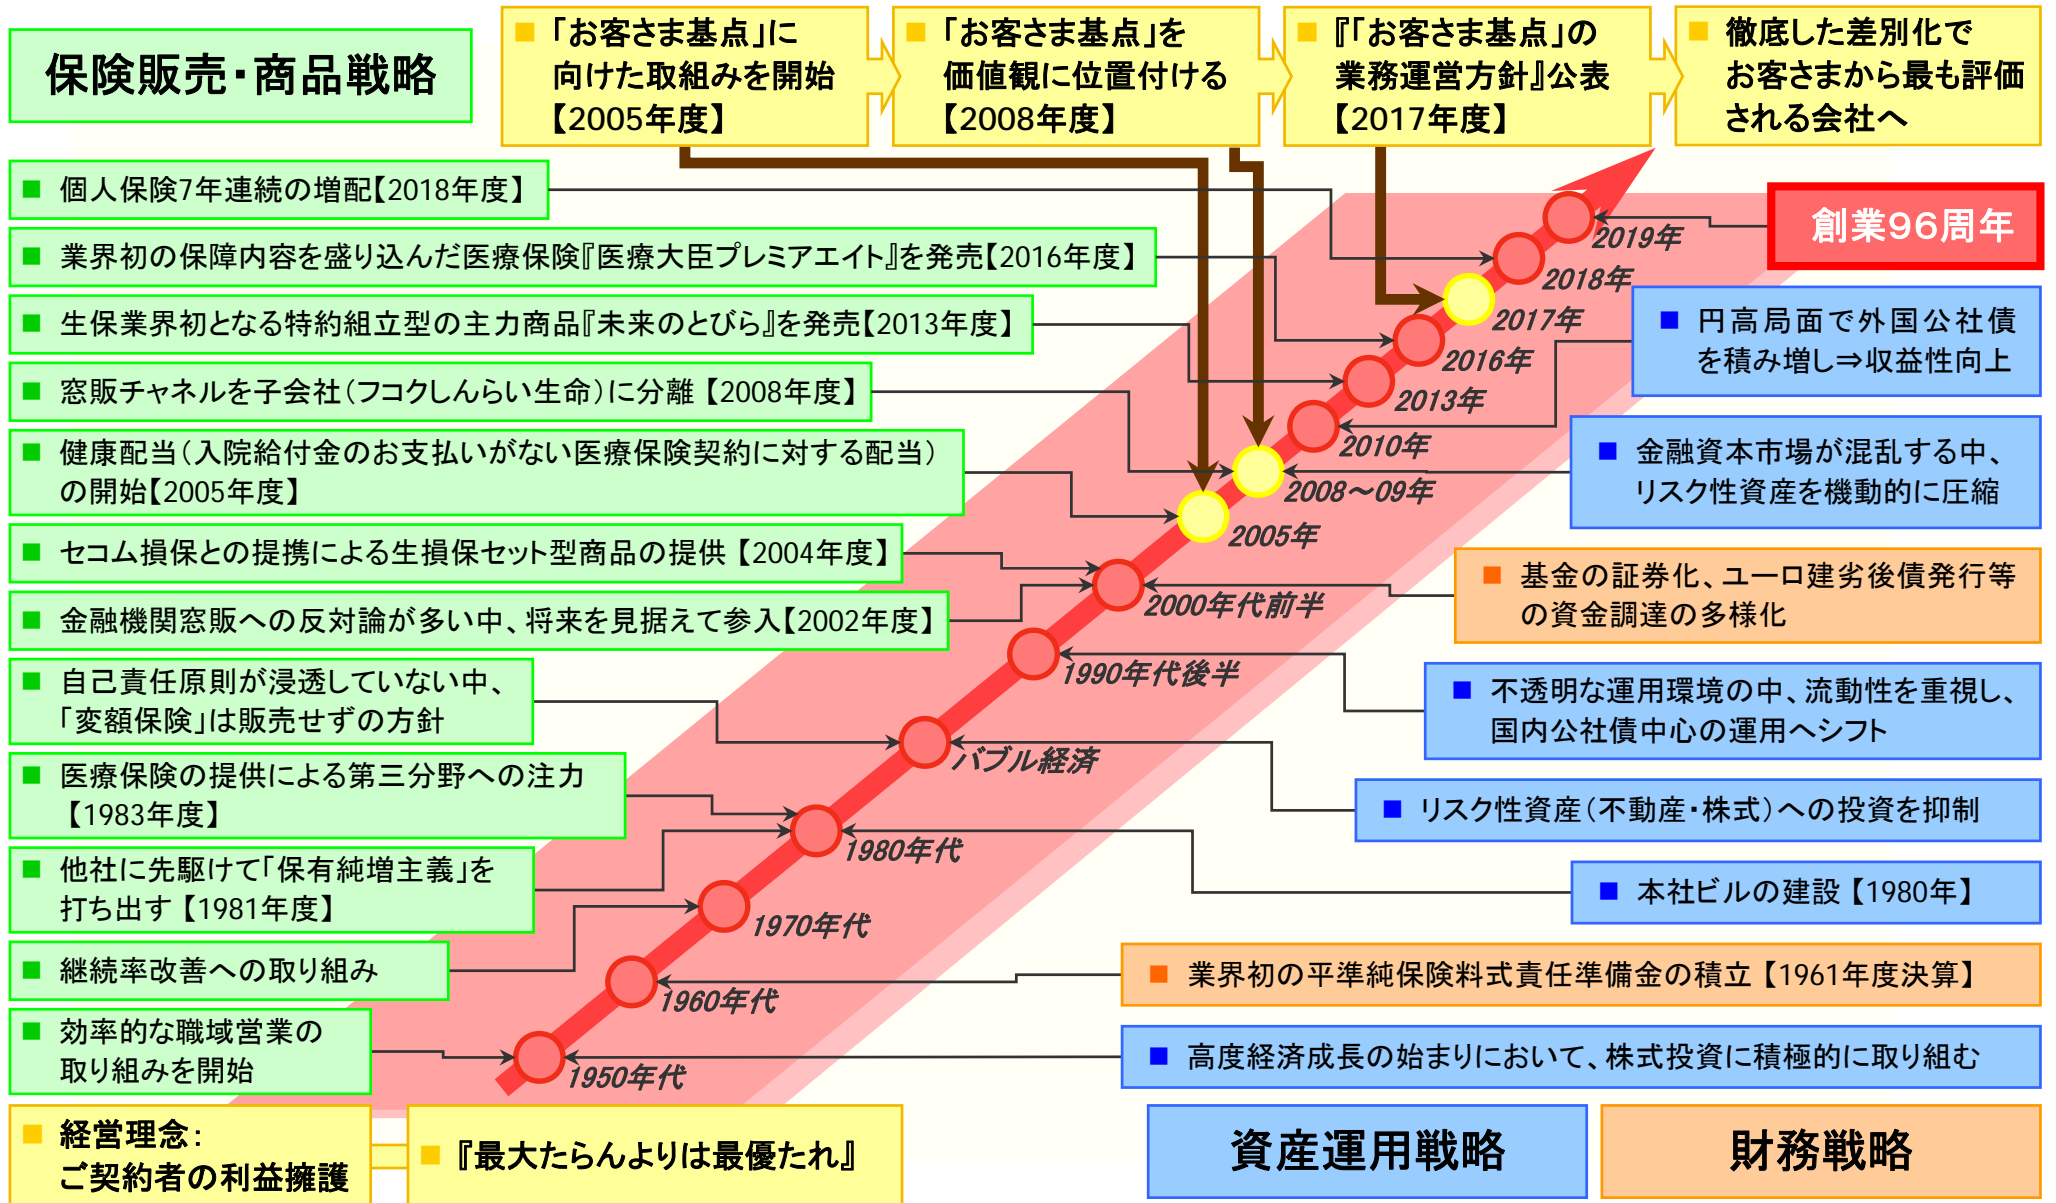 保険販売・商品戦略
■ 「お客さま基点」に
向けた取組みを開始
【2005年度】
■ 「お客さま基点」を
価値観に位置付ける
【2008年度】
■ 『「お客さま基点」の
業務運営方針』公表
【2017年度】
■ 徹底した差別化で
お客さまから最も評価
される会社へ
■ 個人保険7年連続の増配【2018年度】
■ 業界初の保障内容を盛り込んだ医療保険『医療大臣プレミアエイト』を発売【2016年度】
■ 生保業界初となる特約組立型の主力商品『未来のとびら』を発売【2013年度】
■ 窓販チャネルを子会社(フコクしんらい生命)に分離 【2008年度】
■ 健康配当(入院給付金のお支払いがない医療保険契約に対する配当)
の開始【2005年度】
■ セコム損保との提携による生損保セット型商品の提供 【2004年度】
■ 金融機関窓販への反対論が多い中、将来を見据えて参入【2002年度】
■ 自己責任原則が浸透していない中、
「変額保険」は販売せずの方針
■ 医療保険の提供による第三分野への注力
【1983年度】
■ 他社に先駆けて「保有純増主義」を
打ち出す 【1981年度】
■ 継続率改善への取り組み
■ 効率的な職域営業の
取り組みを開始
創業96周年
2019年
2018年
2017年
2016年
2013年
2010年
2008～09年
2005年
2000年代前半
1990年代後半
バブル経済
1980年代
1970年代
1960年代
1950年代
■ 円高局面で外国公社債
を積み増し⇒収益性向上
■ 金融資本市場が混乱する中、
リスク性資産を機動的に圧縮
■ 基金の証券化、ユーロ建劣後債発行等
の資金調達の多様化
■ 不透明な運用環境の中、流動性を重視し、
国内公社債中心の運用へシフト
■ リスク性資産(不動産・株式)への投資を抑制
■ 本社ビルの建設 【1980年】
■ 業界初の平準純保険料式責任準備金の積立 【1961年度決算】
■ 高度経済成長の始まりにおいて、株式投資に積極的に取り組む
■ 経営理念:
ご契約者の利益擁護
■ 『最大たらんよりは最優たれ』
資産運用戦略
財務戦略